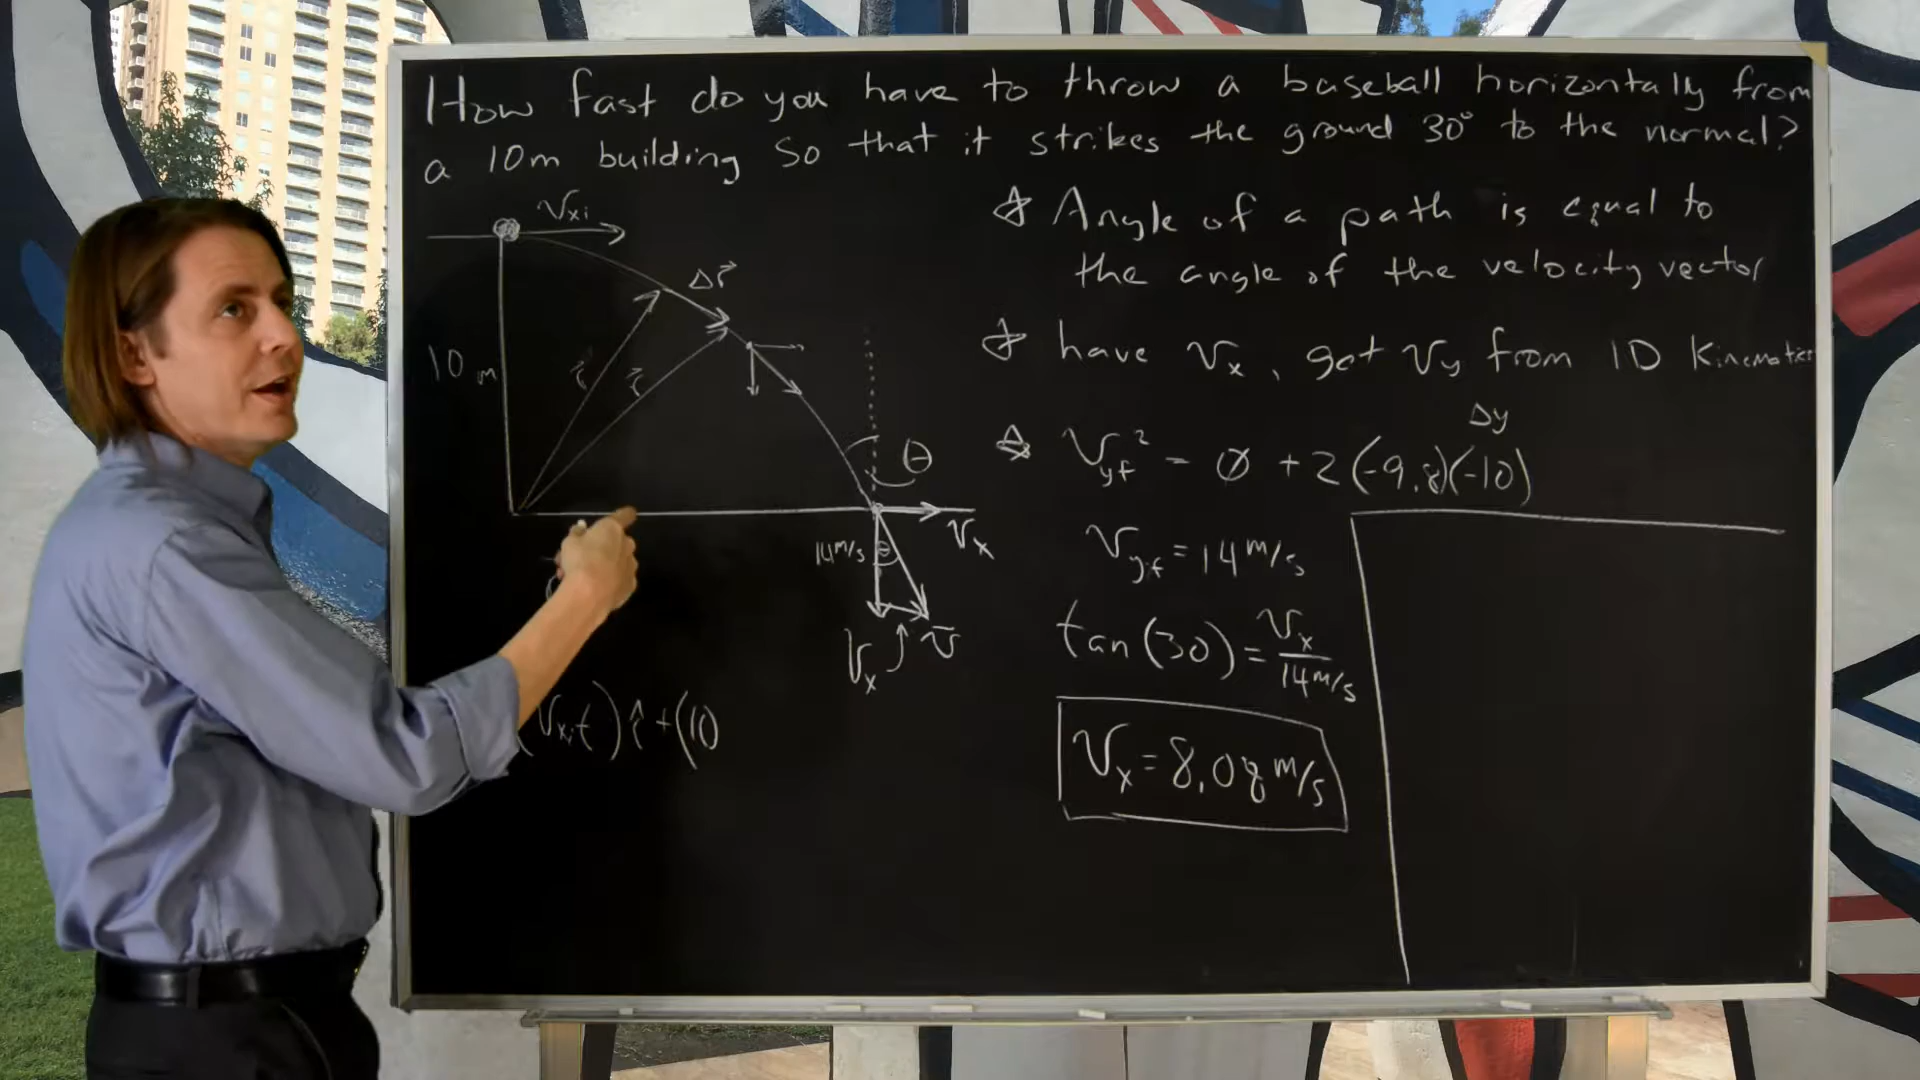 How fast do you have to throw a baseball horizontally from
a 10m building so that it strikes the ground 30° to the normal?
Vxi
Δr⃗
10 m
r⃗
r⃗
θ
14 m/s
θ
Vx
Vx
v⃗
(Vxit) î + (10
☆ Angle of a path is equal to
the angle of the velocity vector
☆ have Vx, get Vy from 1D Kinematics
Δy
☆ Vyf² = 0 + 2(-9.8)(-10)
Vyf = 14 m/s
tan(30) = Vx / 14 m/s
Vx = 8.08 m/s